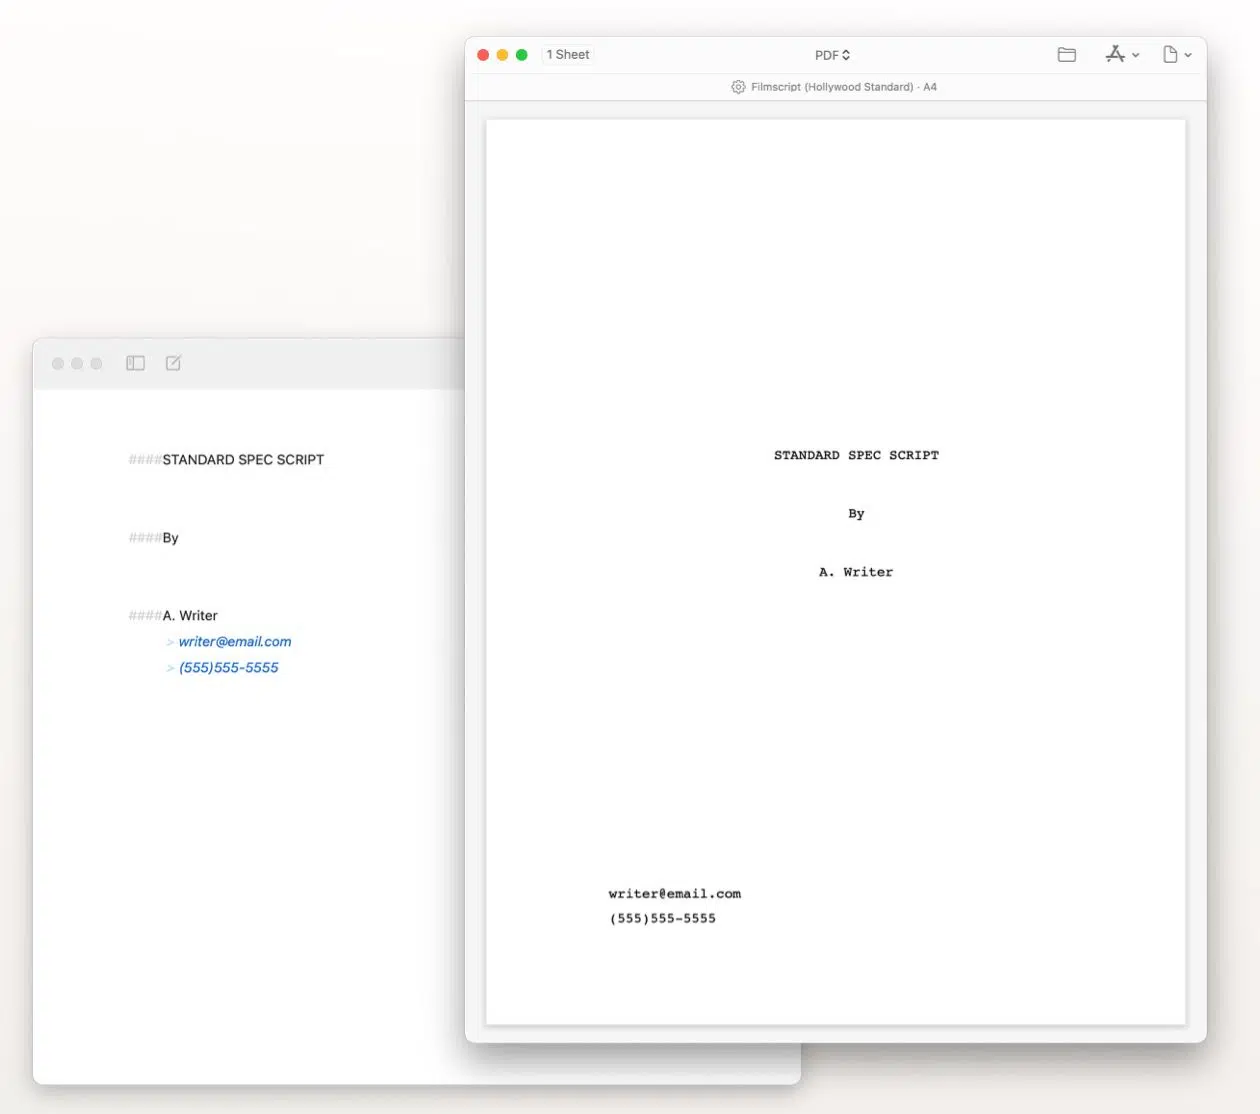 1 Sheet
PDF
Filmscript (Hollywood Standard) · A4
STANDARD SPEC SCRIPT
By
A. Writer
writer@email.com
(555)555-5555
####STANDARD SPEC SCRIPT
####By
####A. Writer
> writer@email.com
> (555)555-5555